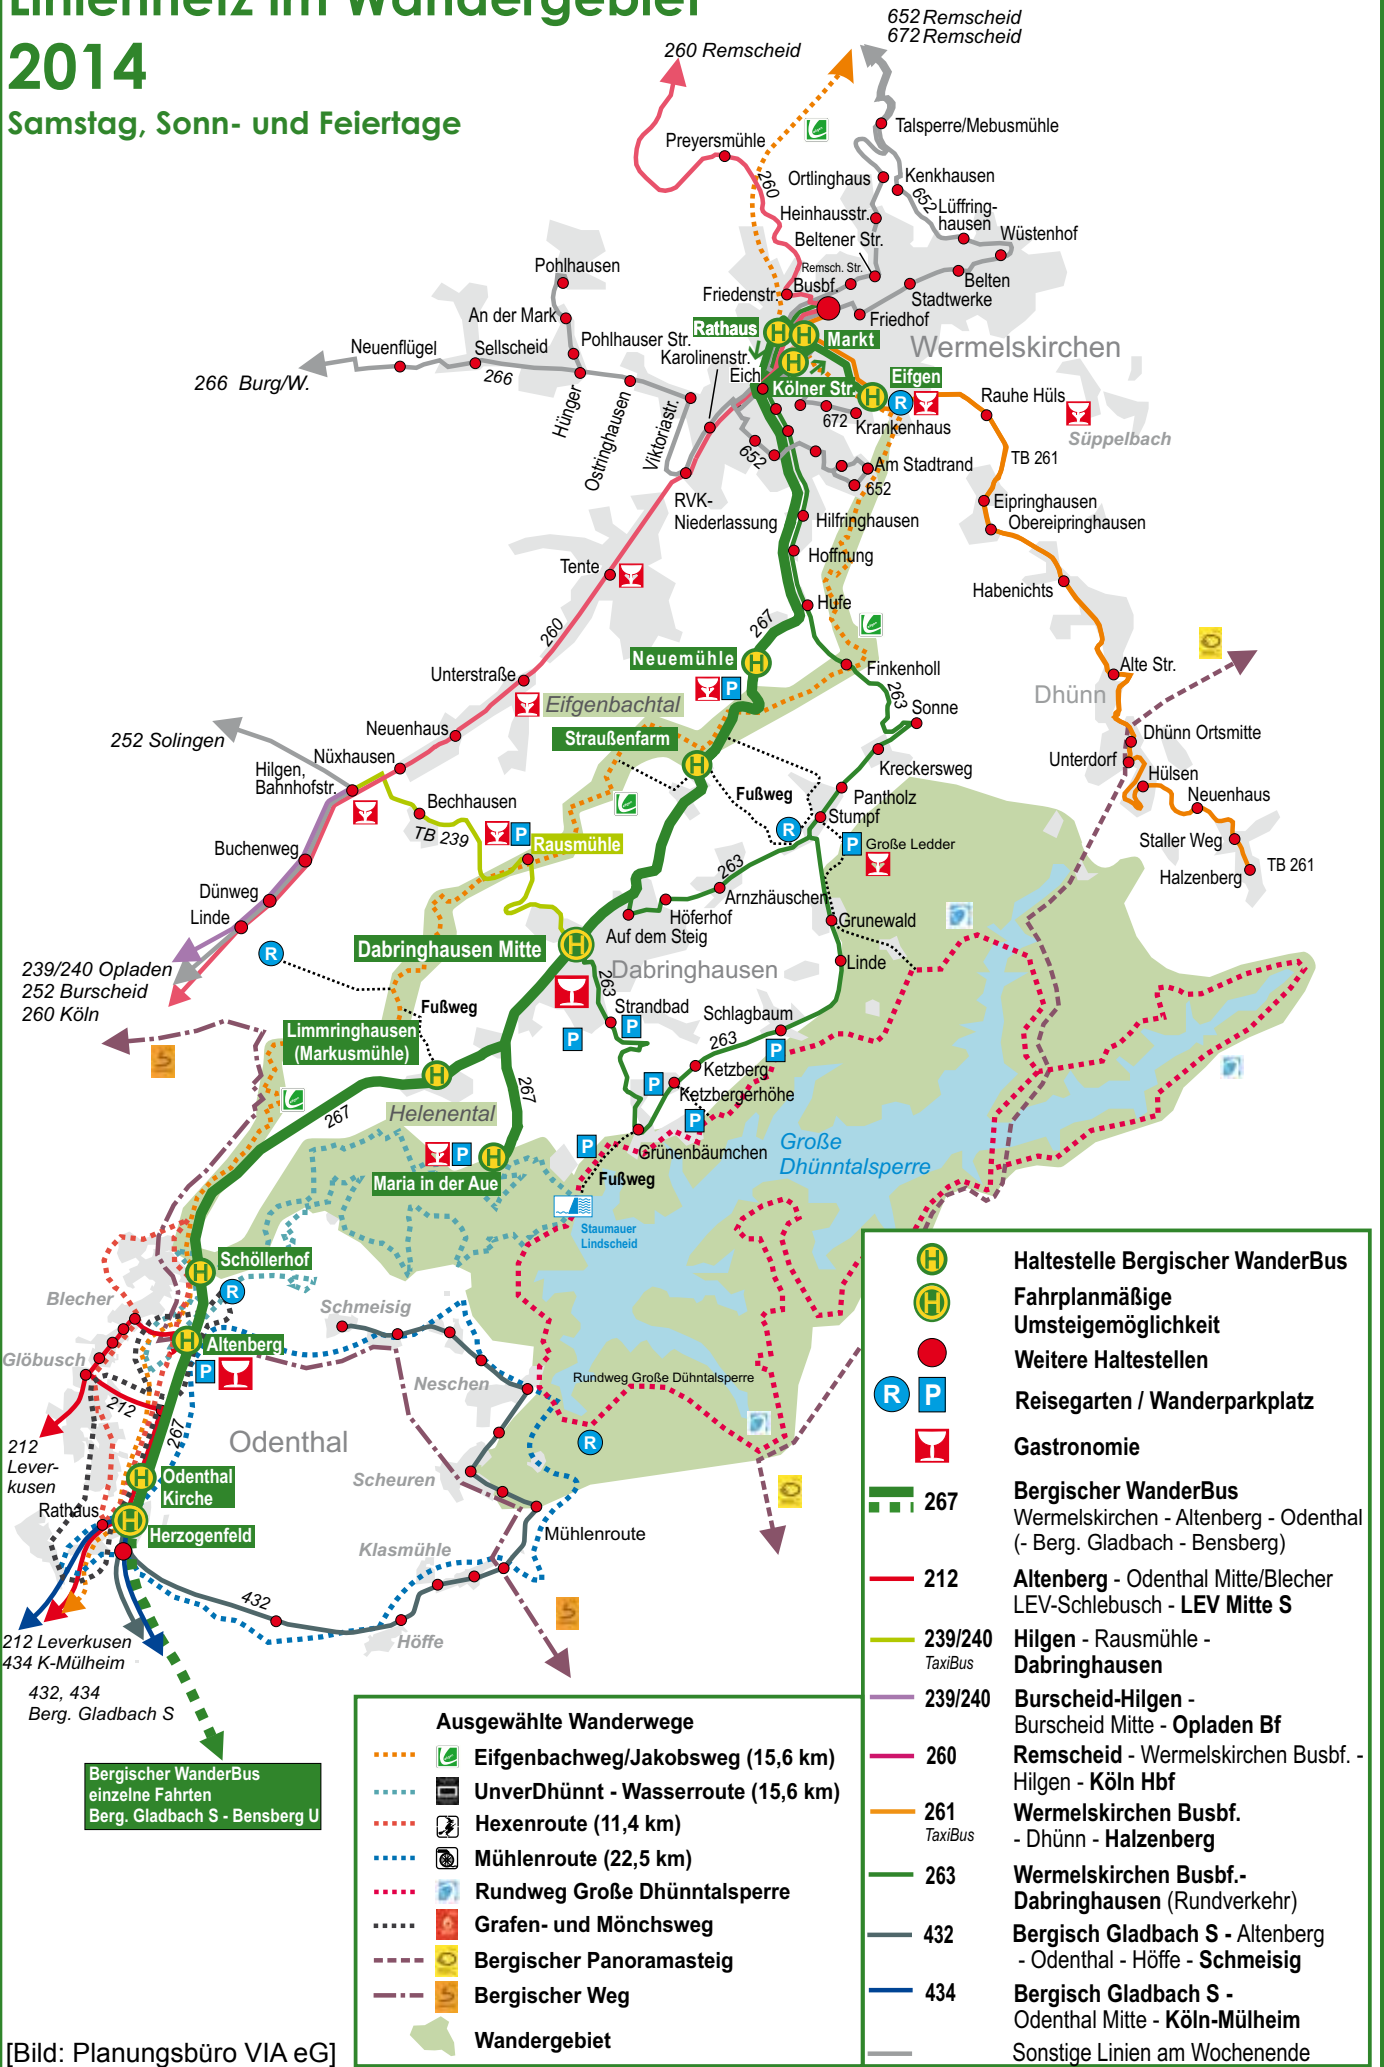 Liniennetz im Wandergebiet
2014
Samstag, Sonn- und Feiertage
652 Remscheid
672 Remscheid
260 Remscheid
Talsperre/Mebusmühle
Preyersmühle
260
Ortlinghaus
Kenkhausen
652
Lüffring-
hausen
Heinhausstr.
Wüstenhof
Beltener Str.
Remsch. Str.
Belten
Pohlhausen
Busbf.
Friedenstr.
Stadtwerke
Friedhof
An der Mark
Rathaus
Markt
Wermelskirchen
Neuenflügel
Sellscheid
Pohlhauser Str.
Karolinenstr.
Eich
Kölner Str.
Eifgen
266 Burg/W.
266
Hünger
Ostringhausen
Viktoriastr.
672
Krankenhaus
Rauhe Hüls
Süppelbach
652
Am Stadtrand
652
TB 261
RVK-
Niederlassung
Hilfringhausen
Eipringhausen
Obereipringhausen
Hoffnung
Tente
Habenichts
Hufe
260
267
Neuemühle
Finkenholl
Unterstraße
Alte Str.
Dhünn
263
Sonne
Eifgenbachtal
Straußenfarm
Neuenhaus
252 Solingen
Nüxhausen
Hilgen,
Bahnhofstr.
Dhünn Ortsmitte
Unterdorf
Kreckersweg
Hülsen
Fußweg
Pantholz
Neuenhaus
Bechhausen
Stumpf
TB 239
R
P
Rausmühle
Große Ledder
Staller Weg
Buchenweg
TB 261
Halzenberg
263
Dünweg
Arnzhäuschen
Linde
Höferhof
Grunewald
Auf dem Steig
Dabringhausen Mitte
Linde
239/240 Opladen
252 Burscheid
260 Köln
Dabringhausen
263
Fußweg
Strandbad
Schlagbaum
Limmringhausen
(Markusmühle)
263
Ketzberg
Ketzbergerhöhe
267
267
Helenental
Grünenbäumchen
Große
Dhünntalsperre
Maria in der Aue
Fußweg
Staumauer
Lindscheid
Schöllerhof
Blecher
Schmeisig
Altenberg
Glöbusch
Neschen
Rundweg Große Dühntalsperre
212
267
Odenthal
212
Lever-
kusen
Odenthal
Kirche
Scheuren
Rathaus
Herzogenfeld
Mühlenroute
Klasmühle
432
Höffe
212 Leverkusen
434 K-Mülheim
432, 434
Berg. Gladbach S
Bergischer WanderBus
einzelne Fahrten
Berg. Gladbach S - Bensberg U
Ausgewählte Wanderwege
Eifgenbachweg/Jakobsweg (15,6 km)
UnverDhünnt - Wasserroute (15,6 km)
Hexenroute (11,4 km)
Mühlenroute (22,5 km)
Rundweg Große Dhünntalsperre
Grafen- und Mönchsweg
Bergischer Panoramasteig
Bergischer Weg
Wandergebiet
H Haltestelle Bergischer WanderBus
H Fahrplanmäßige
Umsteigemöglichkeit
Weitere Haltestellen
R P Reisegarten / Wanderparkplatz
Gastronomie
267 Bergischer WanderBus
Wermelskirchen - Altenberg - Odenthal
(- Berg. Gladbach - Bensberg)
212 Altenberg - Odenthal Mitte/Blecher
LEV-Schlebusch - LEV Mitte S
239/240 Hilgen - Rausmühle -
TaxiBus Dabringhausen
239/240 Burscheid-Hilgen -
Burscheid Mitte - Opladen Bf
260 Remscheid - Wermelskirchen Busbf. -
Hilgen - Köln Hbf
261 Wermelskirchen Busbf.
TaxiBus - Dhünn - Halzenberg
263 Wermelskirchen Busbf.-
Dabringhausen (Rundverkehr)
432 Bergisch Gladbach S - Altenberg
- Odenthal - Höffe - Schmeisig
434 Bergisch Gladbach S -
Odenthal Mitte - Köln-Mülheim
Sonstige Linien am Wochenende
[Bild: Planungsbüro VIA eG]